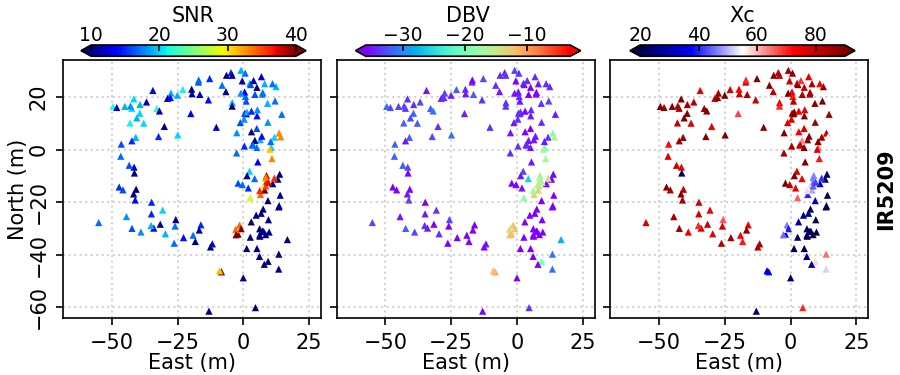 SNR DBV Xc
10 20 30 40 −30 −20 −10 20 40 60 80
20
0
−20
−40
−60
North (m)
−50 −25 0 25 −50 −25 0 25 −50 −25 0 25
East (m) East (m) East (m)
IR5209